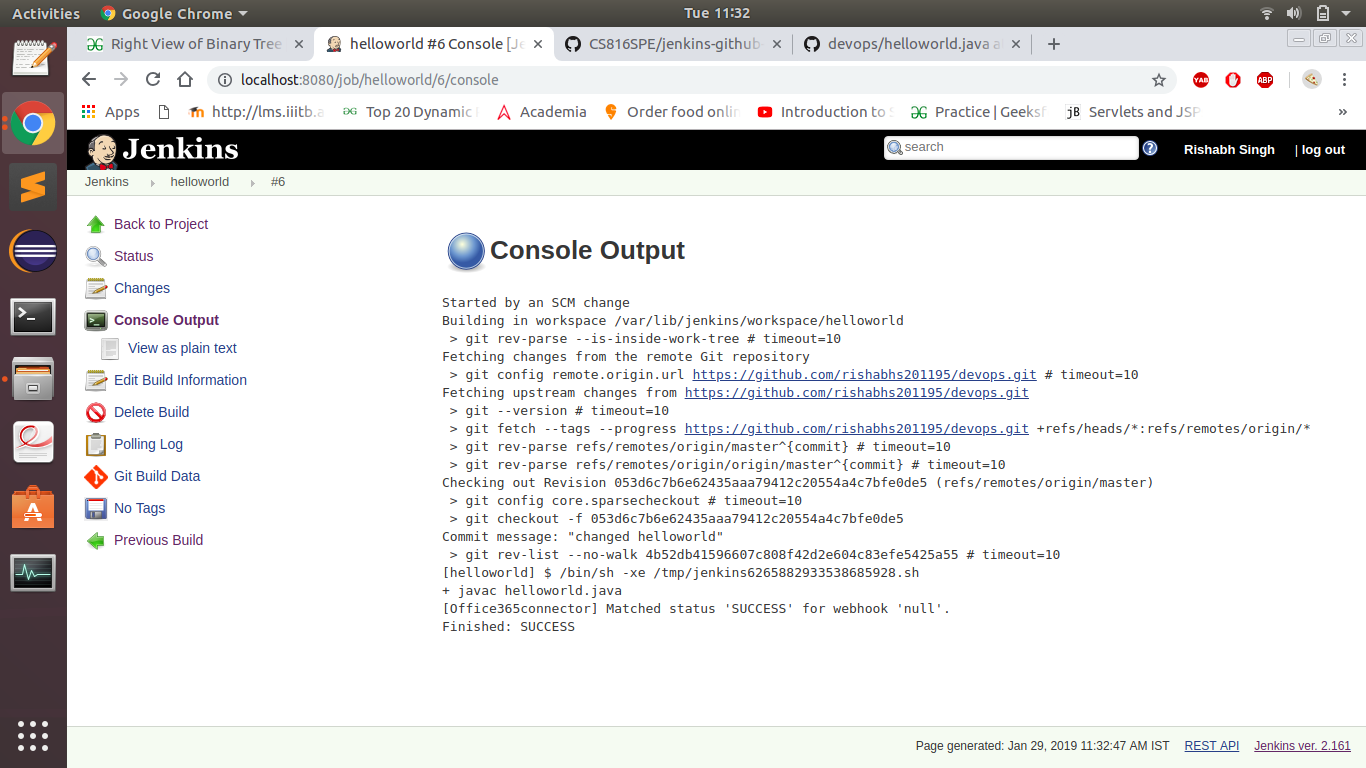 Activities Google Chrome Tue 11:32
Right View of Binary Tree helloworld #6 Console [Je CS816SPE/jenkins-github devops/helloworld.java a
localhost:8080/job/helloworld/6/console
YAB ABP
Apps http://lms.iiitb.a Top 20 Dynamic Academia Order food onlin Introduction to S Practice | Geeksf jB Servlets and JSP
Jenkins search Rishabh Singh | log out
Jenkins helloworld #6
Back to Project
Status
Changes
Console Output
View as plain text
Edit Build Information
Delete Build
Polling Log
Git Build Data
No Tags
Previous Build
Console Output
Started by an SCM change
Building in workspace /var/lib/jenkins/workspace/helloworld
> git rev-parse --is-inside-work-tree # timeout=10
Fetching changes from the remote Git repository
> git config remote.origin.url https://github.com/rishabhs201195/devops.git # timeout=10
Fetching upstream changes from https://github.com/rishabhs201195/devops.git
> git --version # timeout=10
> git fetch --tags --progress https://github.com/rishabhs201195/devops.git +refs/heads/*:refs/remotes/origin/*
> git rev-parse refs/remotes/origin/master^{commit} # timeout=10
> git rev-parse refs/remotes/origin/origin/master^{commit} # timeout=10
Checking out Revision 053d6c7b6e62435aaa79412c20554a4c7bfe0de5 (refs/remotes/origin/master)
> git config core.sparsecheckout # timeout=10
> git checkout -f 053d6c7b6e62435aaa79412c20554a4c7bfe0de5
Commit message: "changed helloworld"
> git rev-list --no-walk 4b52db41596607c808f42d2e604c83efe5425a55 # timeout=10
[helloworld] $ /bin/sh -xe /tmp/jenkins6265882933538685928.sh
+ javac helloworld.java
[Office365connector] Matched status 'SUCCESS' for webhook 'null'.
Finished: SUCCESS
Page generated: Jan 29, 2019 11:32:47 AM IST REST API Jenkins ver. 2.161